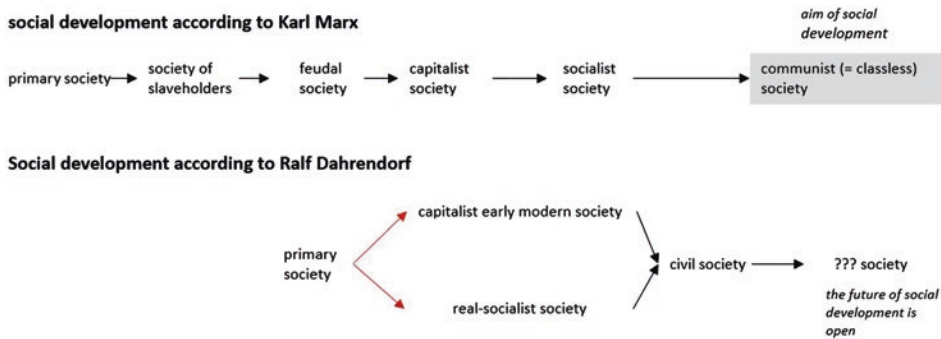 social development according to Karl Marx
aim of social
development
primary society
society of
slaveholders
feudal
society
capitalist
society
socialist
society
communist (= classless)
society
Social development according to Ralf Dahrendorf
primary
society
capitalist early modern society
real-socialist society
civil society
??? society
the future of social
development is
open